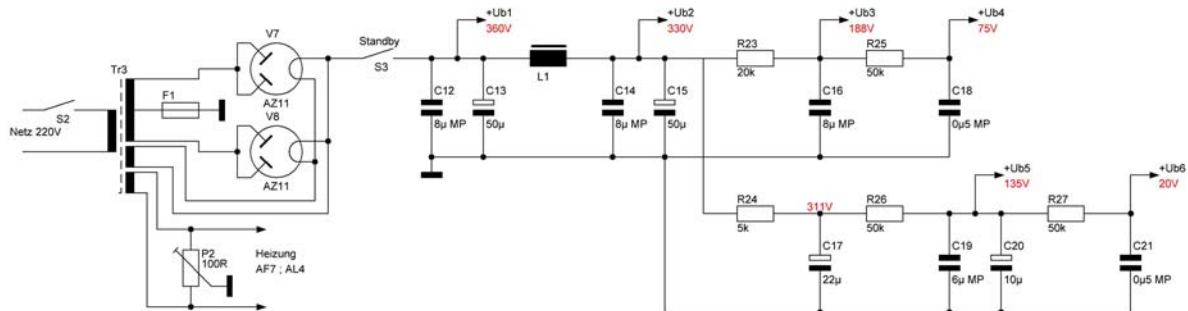 +Ub1
360V
+Ub2
330V
+Ub3
188V
+Ub4
75V
V7
Standby
S3
Tr3
F1
AZ11
V8
AZ11
S2
Netz 220V
L1
R23
20k
R25
50k
C12
8µ MP
C13
50µ
C14
8µ MP
C15
50µ
C16
8µ MP
C18
0µ5 MP
+Ub5
135V
+Ub6
20V
R24
5k
311V
R26
50k
R27
50k
C17
22µ
C19
6µ MP
C20
10µ
C21
0µ5 MP
P2
100R
Heizung
AF7 ; AL4